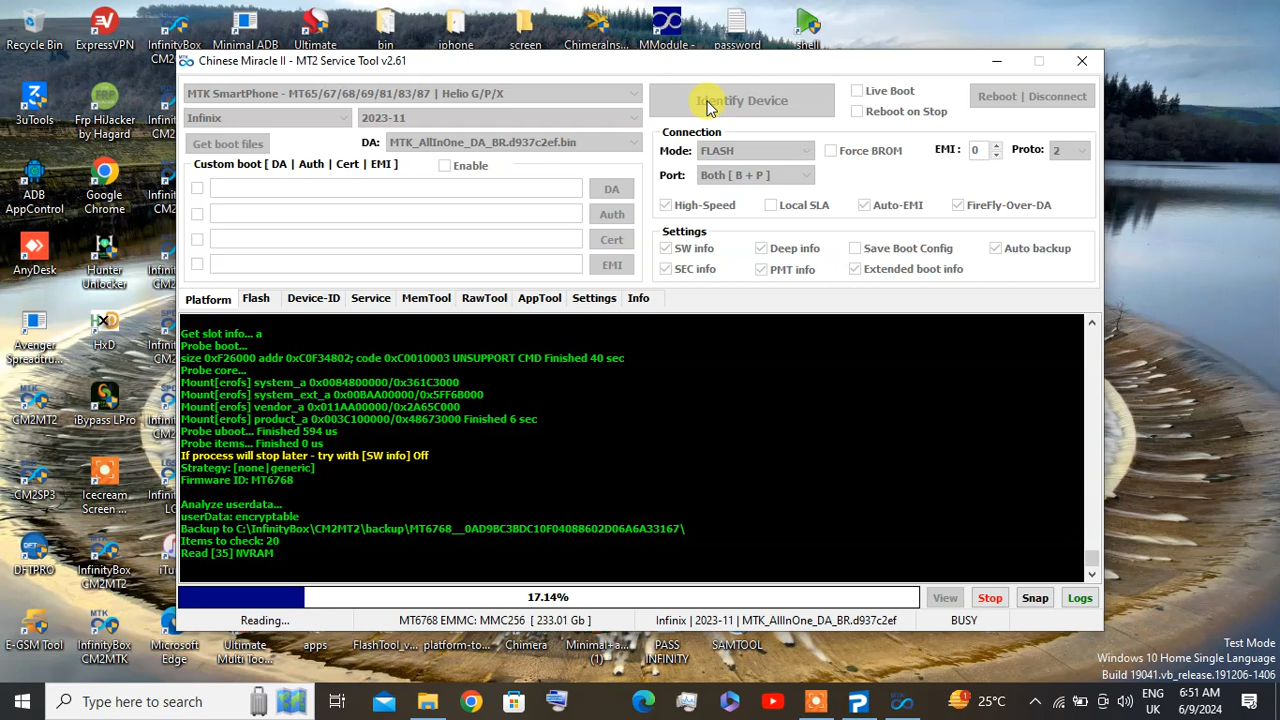 Recycle Bin
ExpressVPN
InfinityBox
CM2...
Minimal ADB
Ultimate
bin
iphone
screen
ChimeraIns...
MModule -
password
shell
Chinese Miracle II - MT2 Service Tool v2.61
MTK SmartPhone - MT65/67/68/69/81/83/87 | Helio G/P/X
Identify Device
Live Boot
Reboot on Stop
Reboot | Disconnect
Infinix
2023-11
Get boot files
DA:
MTK_AllInOne_DA_BR.d937c2ef.bin
Connection
Mode:
FLASH
Force BROM
EMI :
0
Proto:
2
Custom boot [ DA | Auth | Cert | EMI ]
Enable
Port:
Both [ B + P ]
DA
Auth
Cert
EMI
High-Speed
Local SLA
Auto-EMI
FireFly-Over-DA
Settings
SW info
Deep info
Save Boot Config
Auto backup
SEC info
PMT info
Extended boot info
Platform
Flash
Device-ID
Service
MemTool
RawTool
AppTool
Settings
Info
Get slot info... a
Probe boot...
size 0xF26000 addr 0xC0F34802; code 0xC0010003 UNSUPPORT CMD Finished 40 sec
Probe core...
Mount[erofs] system_a 0x0084800000/0x361C3000
Mount[erofs] system_ext_a 0x00BAA00000/0x5FF6B000
Mount[erofs] vendor_a 0x011AA00000/0x2A65C000
Mount[erofs] product_a 0x003C100000/0x48673000 Finished 6 sec
Probe uboot... Finished 594 us
Probe items... Finished 0 us
If process will stop later - try with [SW info] Off
Strategy: [none|generic]
Firmware ID: MT6768
Analyze userdata...
userData: encryptable
Backup to C:\InfinityBox\CM2MT2\backup\MT6768__0AD9BC3BDC10F04088602D06A6A33167\
Items to check: 20
Read [35] NVRAM
17.14%
View
Stop
Snap
Logs
Reading...
MT6768 EMMC: MMC256 [ 233.01 Gb ]
Infinix | 2023-11 | MTK_AllInOne_DA_BR.d937c2ef
BUSY
3uTools
FRP HiJacker
by Hagard
ADB
AppControl
Google
Chrome
AnyDesk
Hunter
Unlocker
Avenger
Spreadtru...
HxD
CM2MT2
iBypass LPro
CM2SP3
Icecream
Screen ...
DFTPRO
InfinityBox
CM2MT2
E-GSM Tool
InfinityBox
CM2MTK
Microsoft
Edge
Ultimate
Multi Too...
apps
FlashTool_v...
platform-to...
Chimera
Minimal+a...
(1)
PASS
INFINITY
SAMTOOL
Test Mode
Windows 10 Home Single Language
Build 19041.vb_release.191206-1406
Type here to search
25°C
ENG
UK
6:51 AM
6/9/2024
1